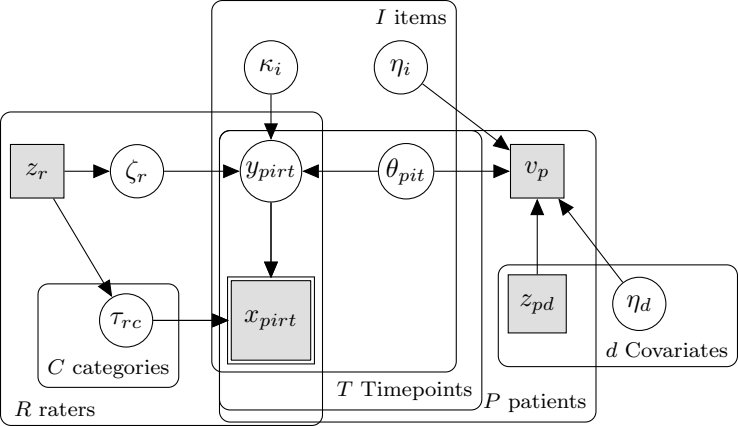 I items
κ_i
η_i
z_r
ζ_r
y_pirt
θ_pit
v_p
τ_rc
x_pirt
z_pd
η_d
d Covariates
C categories
T Timepoints
P patients
R raters